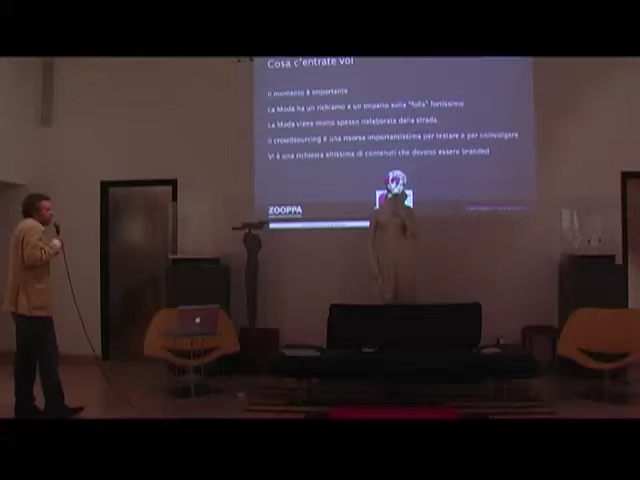 Cosa c'entrate voi
Il momento è importante
La Moda ha un richiamo e un impatto sulla "folla" fortissimo
La Moda viene molto spesso rielaborata dalla strada.
Il crowdsourcing è una risorsa importantissima per testare e per coinvolgere
Vi è una richiesta altissima di contenuti che devono essere branded
ZOOPPA